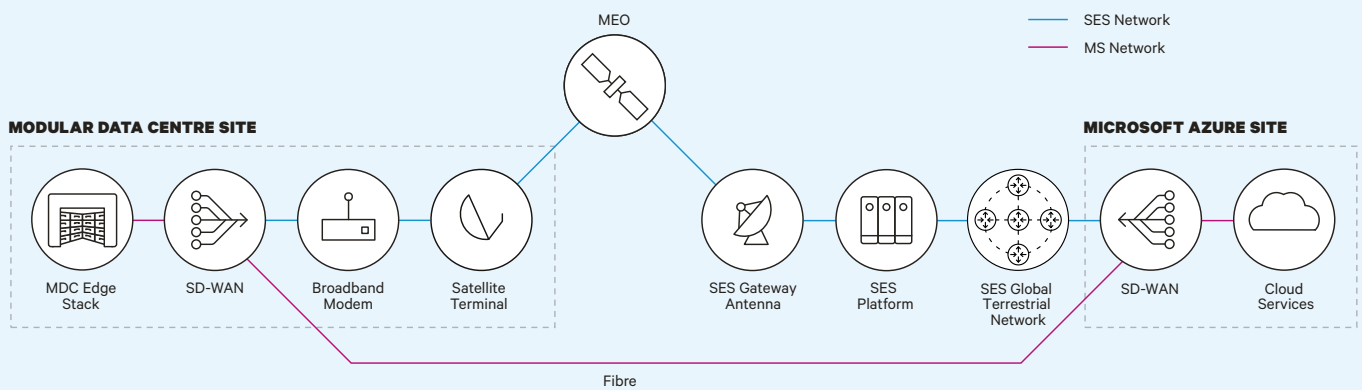 MEO
SES Network
MS Network
MODULAR DATA CENTRE SITE
MICROSOFT AZURE SITE
MDC Edge
Stack
SD-WAN
Broadband
Modem
Satellite
Terminal
SES Gateway
Antenna
SES
Platform
SES Global
Terrestrial
Network
SD-WAN
Cloud
Services
Fibre